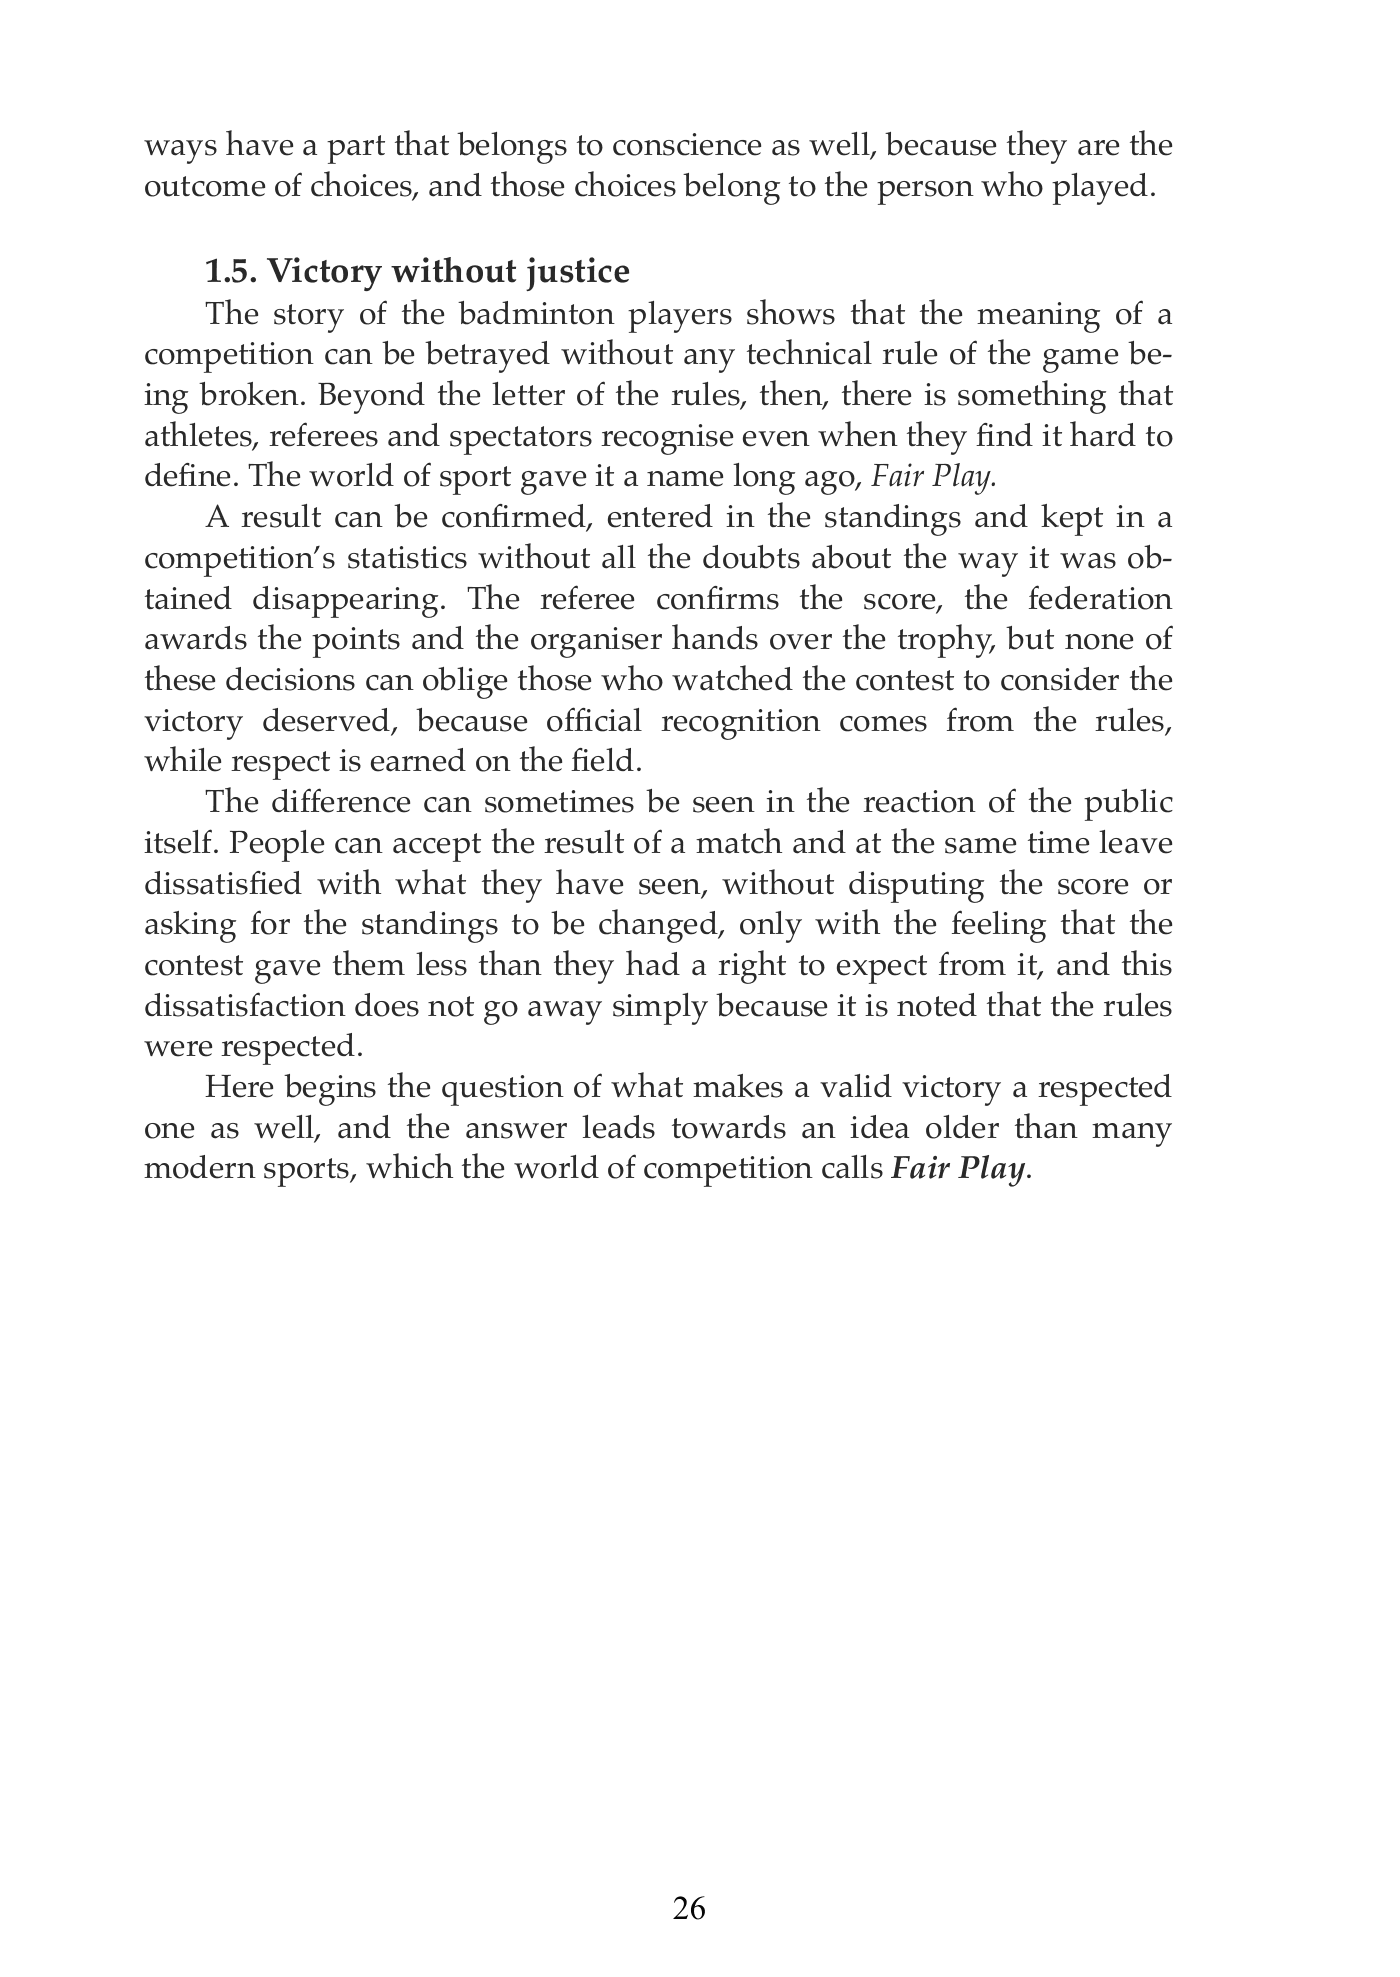 ways have a part that belongs to conscience as well, because they are the
outcome of choices, and those choices belong to the person who played.
1.5. Victory without justice
The story of the badminton players shows that the meaning of a
competition can be betrayed without any technical rule of the game be-
ing broken. Beyond the letter of the rules, then, there is something that
athletes, referees and spectators recognise even when they find it hard to
define. The world of sport gave it a name long ago, Fair Play.
A result can be confirmed, entered in the standings and kept in a
competition’s statistics without all the doubts about the way it was ob-
tained disappearing. The referee confirms the score, the federation
awards the points and the organiser hands over the trophy, but none of
these decisions can oblige those who watched the contest to consider the
victory deserved, because official recognition comes from the rules,
while respect is earned on the field.
The difference can sometimes be seen in the reaction of the public
itself. People can accept the result of a match and at the same time leave
dissatisfied with what they have seen, without disputing the score or
asking for the standings to be changed, only with the feeling that the
contest gave them less than they had a right to expect from it, and this
dissatisfaction does not go away simply because it is noted that the rules
were respected.
Here begins the question of what makes a valid victory a respected
one as well, and the answer leads towards an idea older than many
modern sports, which the world of competition calls Fair Play.
26